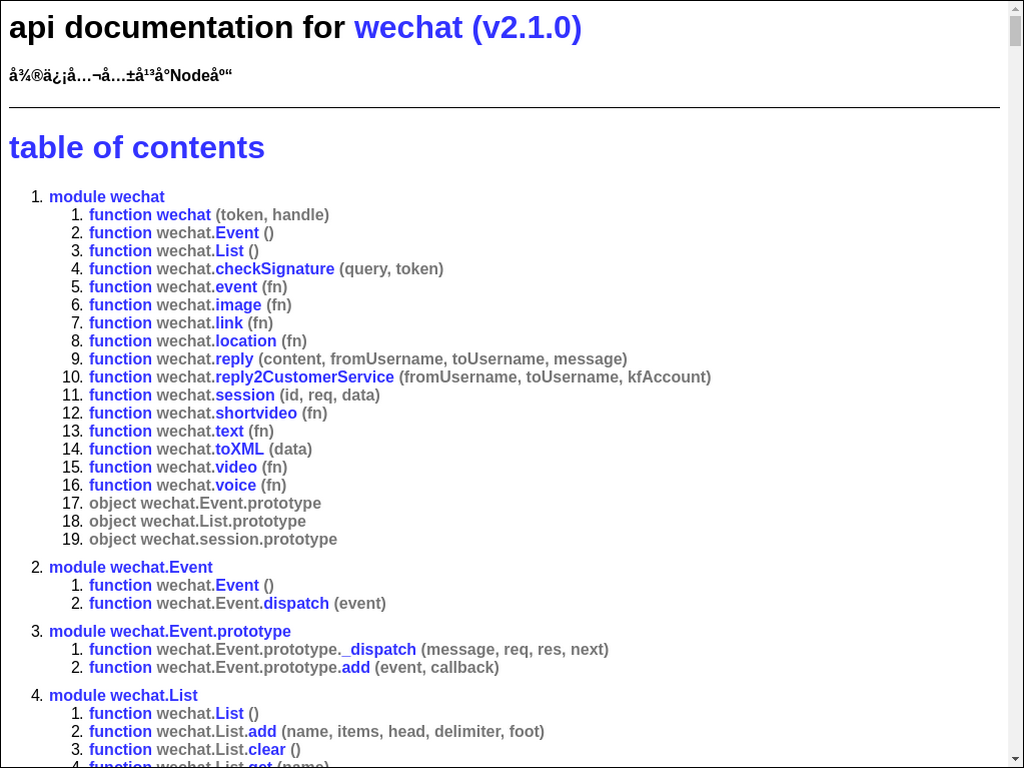 api documentation for wechat (v2.1.0)
å¾®ä¿¡å…¬å…±å¹³å°Nodeåº“
table of contents
1. module wechat
1. function wechat (token, handle)
2. function wechat.Event ()
3. function wechat.List ()
4. function wechat.checkSignature (query, token)
5. function wechat.event (fn)
6. function wechat.image (fn)
7. function wechat.link (fn)
8. function wechat.location (fn)
9. function wechat.reply (content, fromUsername, toUsername, message)
10. function wechat.reply2CustomerService (fromUsername, toUsername, kfAccount)
11. function wechat.session (id, req, data)
12. function wechat.shortvideo (fn)
13. function wechat.text (fn)
14. function wechat.toXML (data)
15. function wechat.video (fn)
16. function wechat.voice (fn)
17. object wechat.Event.prototype
18. object wechat.List.prototype
19. object wechat.session.prototype
2. module wechat.Event
1. function wechat.Event ()
2. function wechat.Event.dispatch (event)
3. module wechat.Event.prototype
1. function wechat.Event.prototype._dispatch (message, req, res, next)
2. function wechat.Event.prototype.add (event, callback)
4. module wechat.List
1. function wechat.List ()
2. function wechat.List.add (name, items, head, delimiter, foot)
3. function wechat.List.clear ()
4. function wechat.List.get (name)